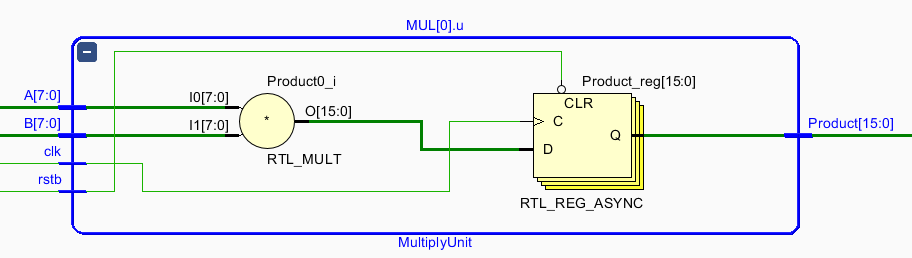 MUL[0].u
Product0_i
Product_reg[15:0]
A[7:0]
I0[7:0]
O[15:0]
CLR
B[7:0]
I1[7:0]
*
C
Q
Product[15:0]
clk
RTL_MULT
D
rstb
RTL_REG_ASYNC
MultiplyUnit